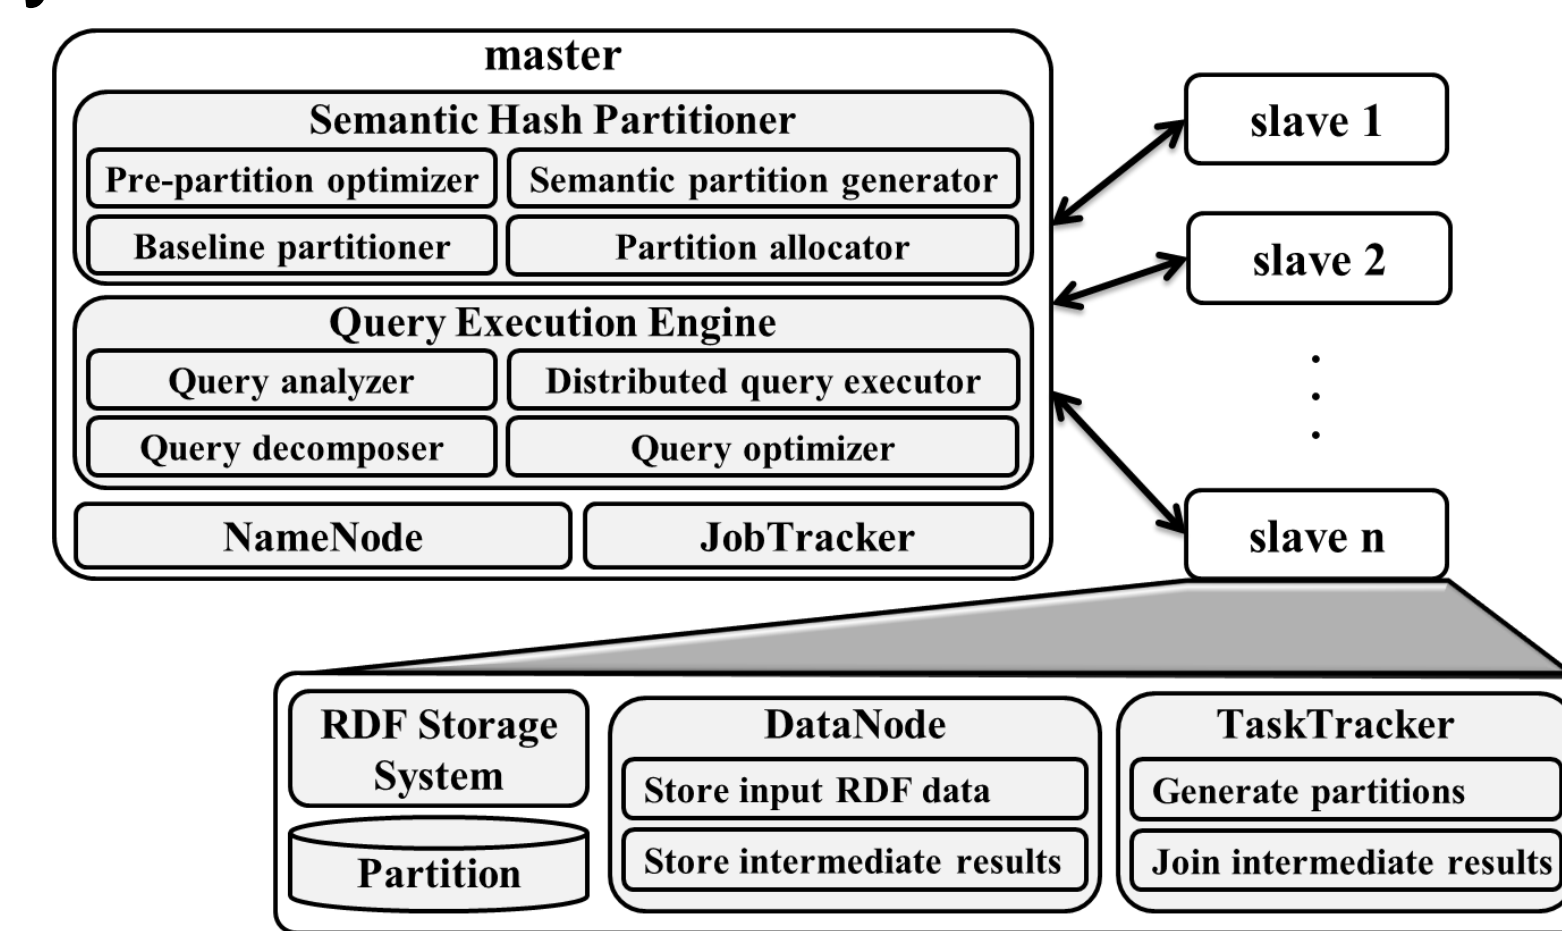 master
Semantic Hash Partitioner
Pre-partition optimizer
Semantic partition generator
Baseline partitioner
Partition allocator
Query Execution Engine
Query analyzer
Distributed query executor
Query decomposer
Query optimizer
NameNode
JobTracker
slave 1
slave 2
slave n
RDF Storage
System
Partition
DataNode
Store input RDF data
Store intermediate results
TaskTracker
Generate partitions
Join intermediate results